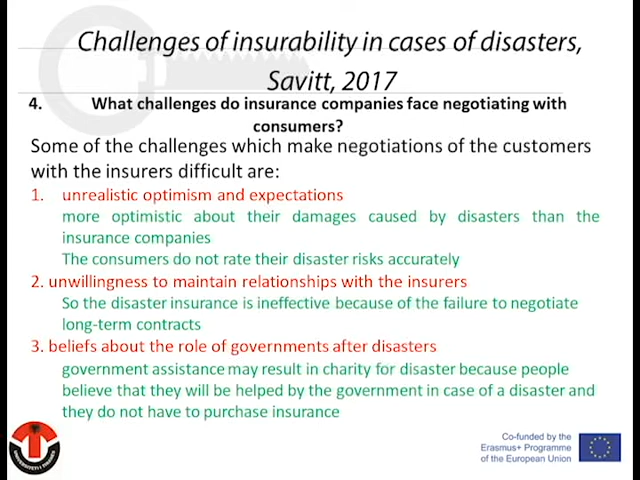 Challenges of insurability in cases of disasters,
Savitt, 2017
4. What challenges do insurance companies face negotiating with
consumers?
Some of the challenges which make negotiations of the customers
with the insurers difficult are:
1. unrealistic optimism and expectations
more optimistic about their damages caused by disasters than the
insurance companies
The consumers do not rate their disaster risks accurately
2. unwillingness to maintain relationships with the insurers
So the disaster insurance is ineffective because of the failure to negotiate
long-term contracts
3. beliefs about the role of governments after disasters
government assistance may result in charity for disaster because people
believe that they will be helped by the government in case of a disaster and
they do not have to purchase insurance
Co-funded by the
Erasmus+ Programme
of the European Union